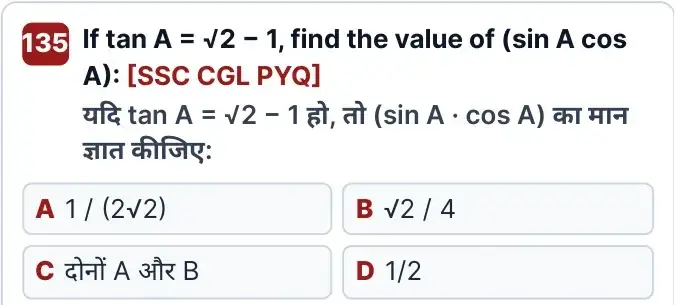 135 If tan A = √2 − 1, find the value of (sin A cos
A): [SSC CGL PYQ]
यदि tan A = √2 − 1 हो, तो (sin A · cos A) का मान
ज्ञात कीजिए:
A 1 / (2√2)
B √2 / 4
C दोनों A और B
D 1/2